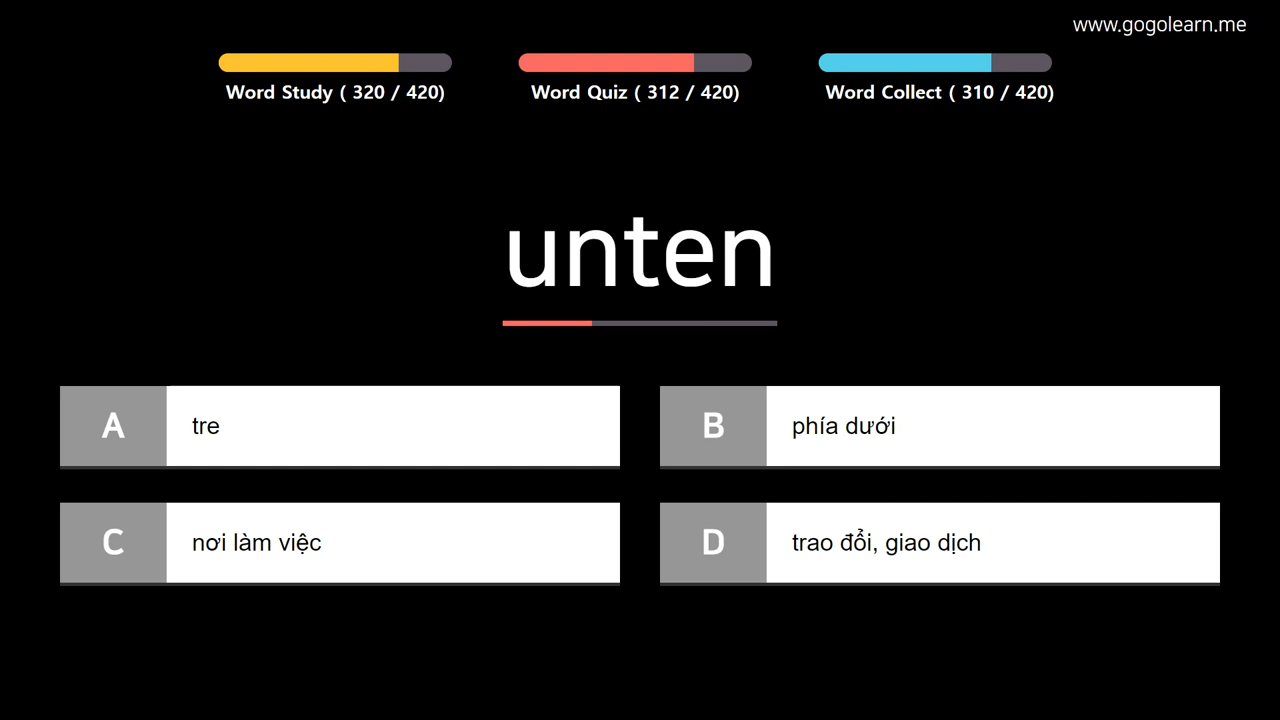 www.gogolearn.me
Word Study ( 320 / 420)
Word Quiz ( 312 / 420)
Word Collect ( 310 / 420)
unten
A tre
B phía dưới
C nơi làm việc
D trao đổi, giao dịch